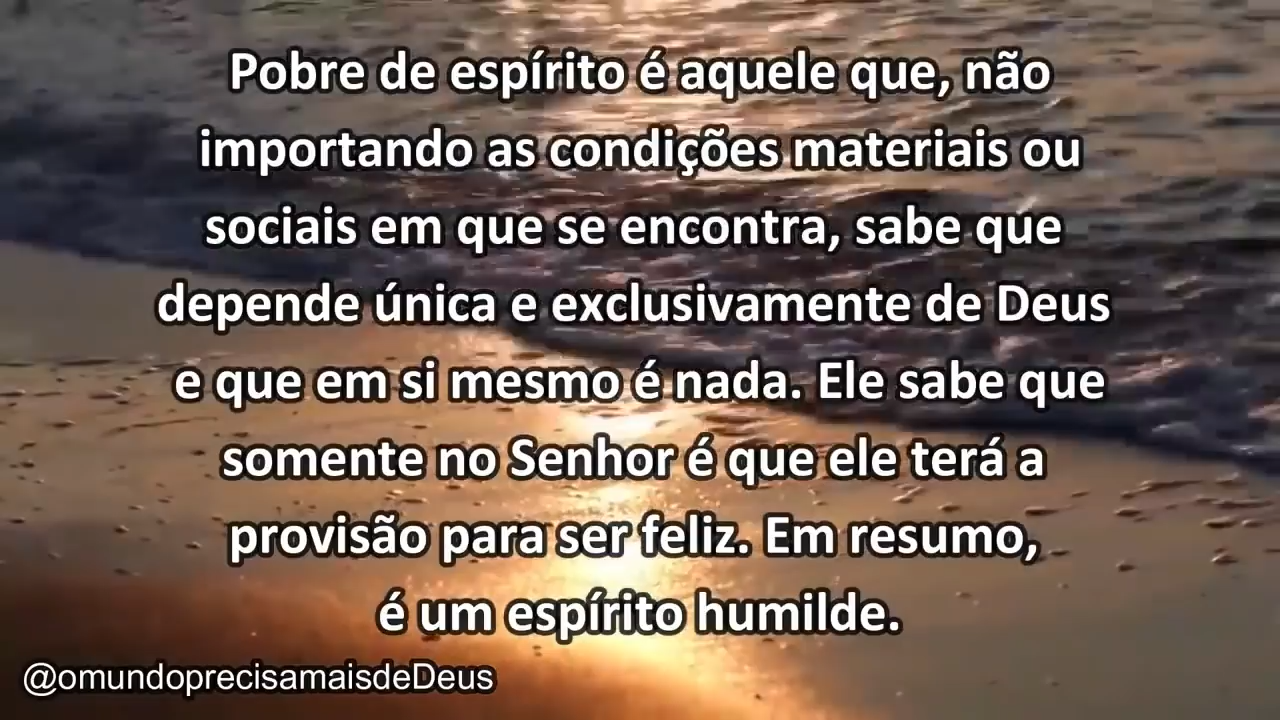 Pobre de espírito é aquele que, não
importando as condições materiais ou
sociais em que se encontra, sabe que
depende única e exclusivamente de Deus
e que em si mesmo é nada. Ele sabe que
somente no Senhor é que ele terá a
provisão para ser feliz. Em resumo,
é um espírito humilde.
@omundoprecisamaisdeDeus